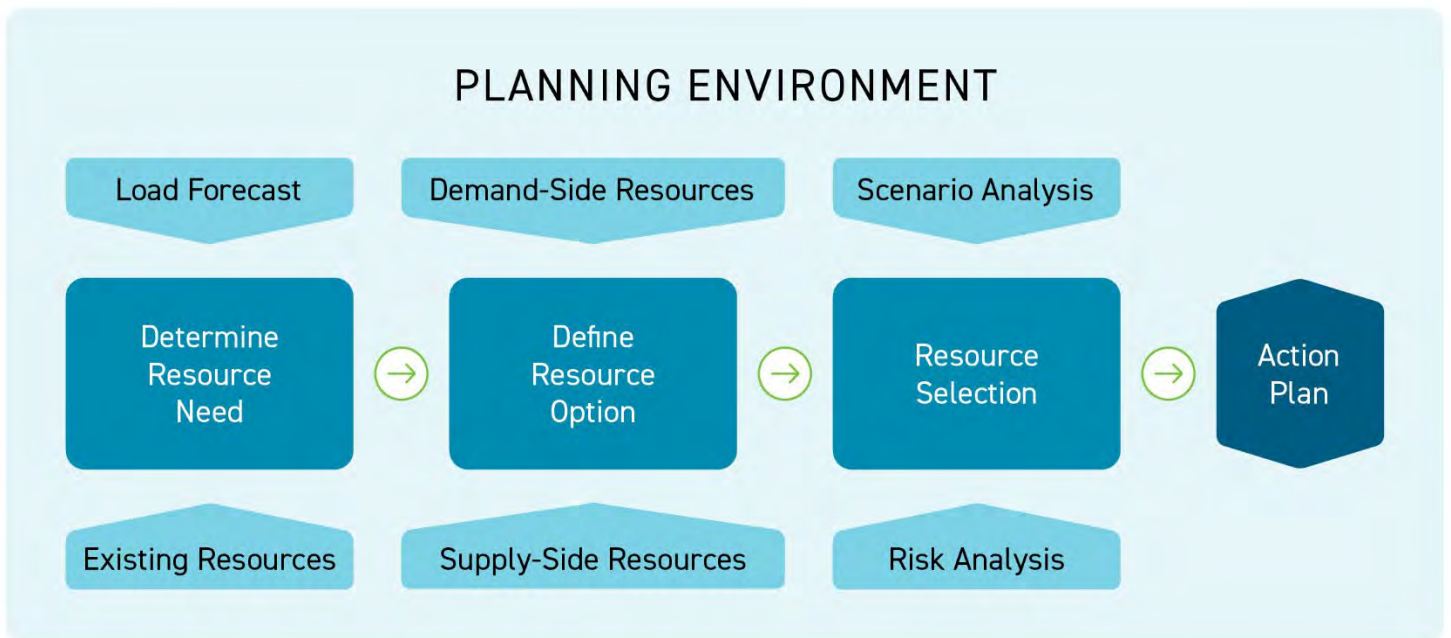 PLANNING ENVIRONMENT
Load Forecast
Demand-Side Resources
Scenario Analysis
Determine
Resource
Need
Define
Resource
Option
Resource
Selection
Action
Plan
Existing Resources
Supply-Side Resources
Risk Analysis